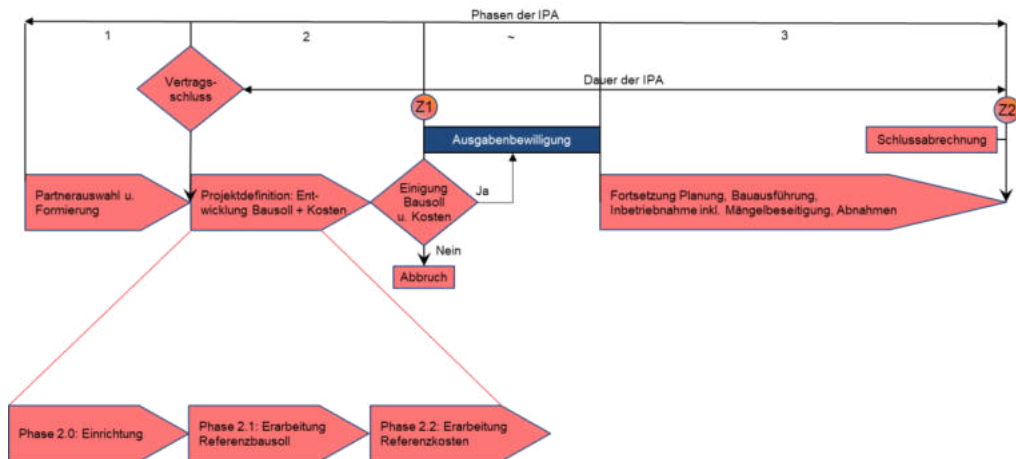 Phasen der IPA
1
2
~
3
Vertrags-
schluss
Dauer der IPA
Z1
Z2
Ausgabenbewilligung
Schlussabrechnung
Partnerauswahl u.
Formierung
Projektdefinition: Ent-
wicklung Bausoll + Kosten
Einigung
Bausoll
u. Kosten
Ja
Fortsetzung Planung, Bauausführung,
Inbetriebnahme inkl. Mängelbeseitigung, Abnahmen
Nein
Abbruch
Phase 2.0: Einrichtung
Phase 2.1: Erarbeitung
Referenzbausoll
Phase 2.2: Erarbeitung
Referenzkosten